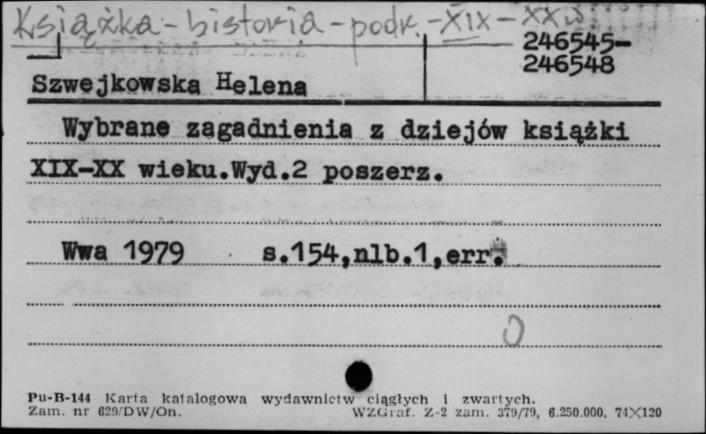 Książka - historia - podr. - XIX - XX w
246545-
246548
Szwejkowska Helena
Wybrane zagadnienia z dziejów książki
XIX-XX wieku.Wyd.2 poszerz.
Wwa 1979 s.154,nlb.1,err.
Pu-B-144 Karta katalogowa wydawnictw ciągłych i zwartych.
Zam. nr 629/DW/On. WZGraf. Z-2 zam. 379/79, 6.250.000, 74X120